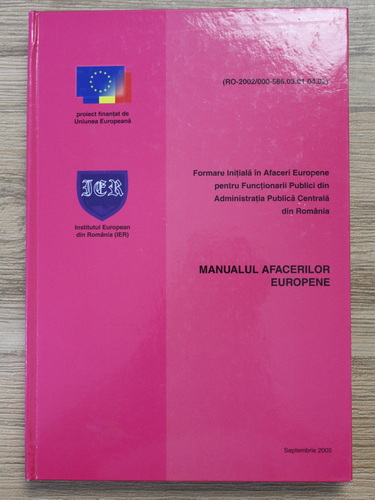 (RO-2002/000-586.03.01.04.02)
proiect finanțat de
Uniunea Europeană
Formare Inițială în Afaceri Europene
pentru Funcționarii Publici din
Administrația Publică Centrală
din România
IER
Institutul European
din România (IER)
MANUALUL AFACERILOR
EUROPENE
Septembrie 2005